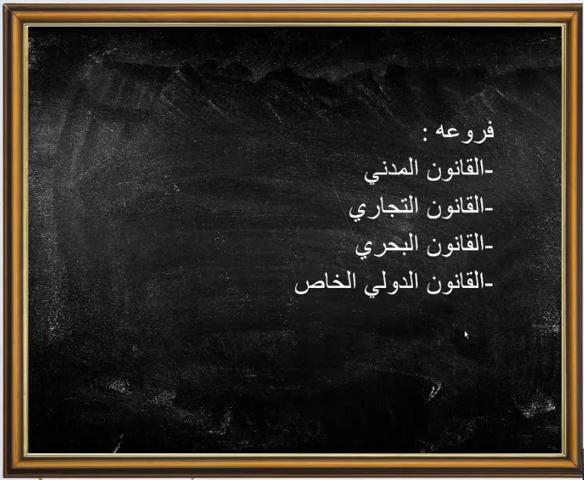 فروعه :
-القانون المدني
-القانون التجاري
-القانون البحري
-القانون الدولي الخاص